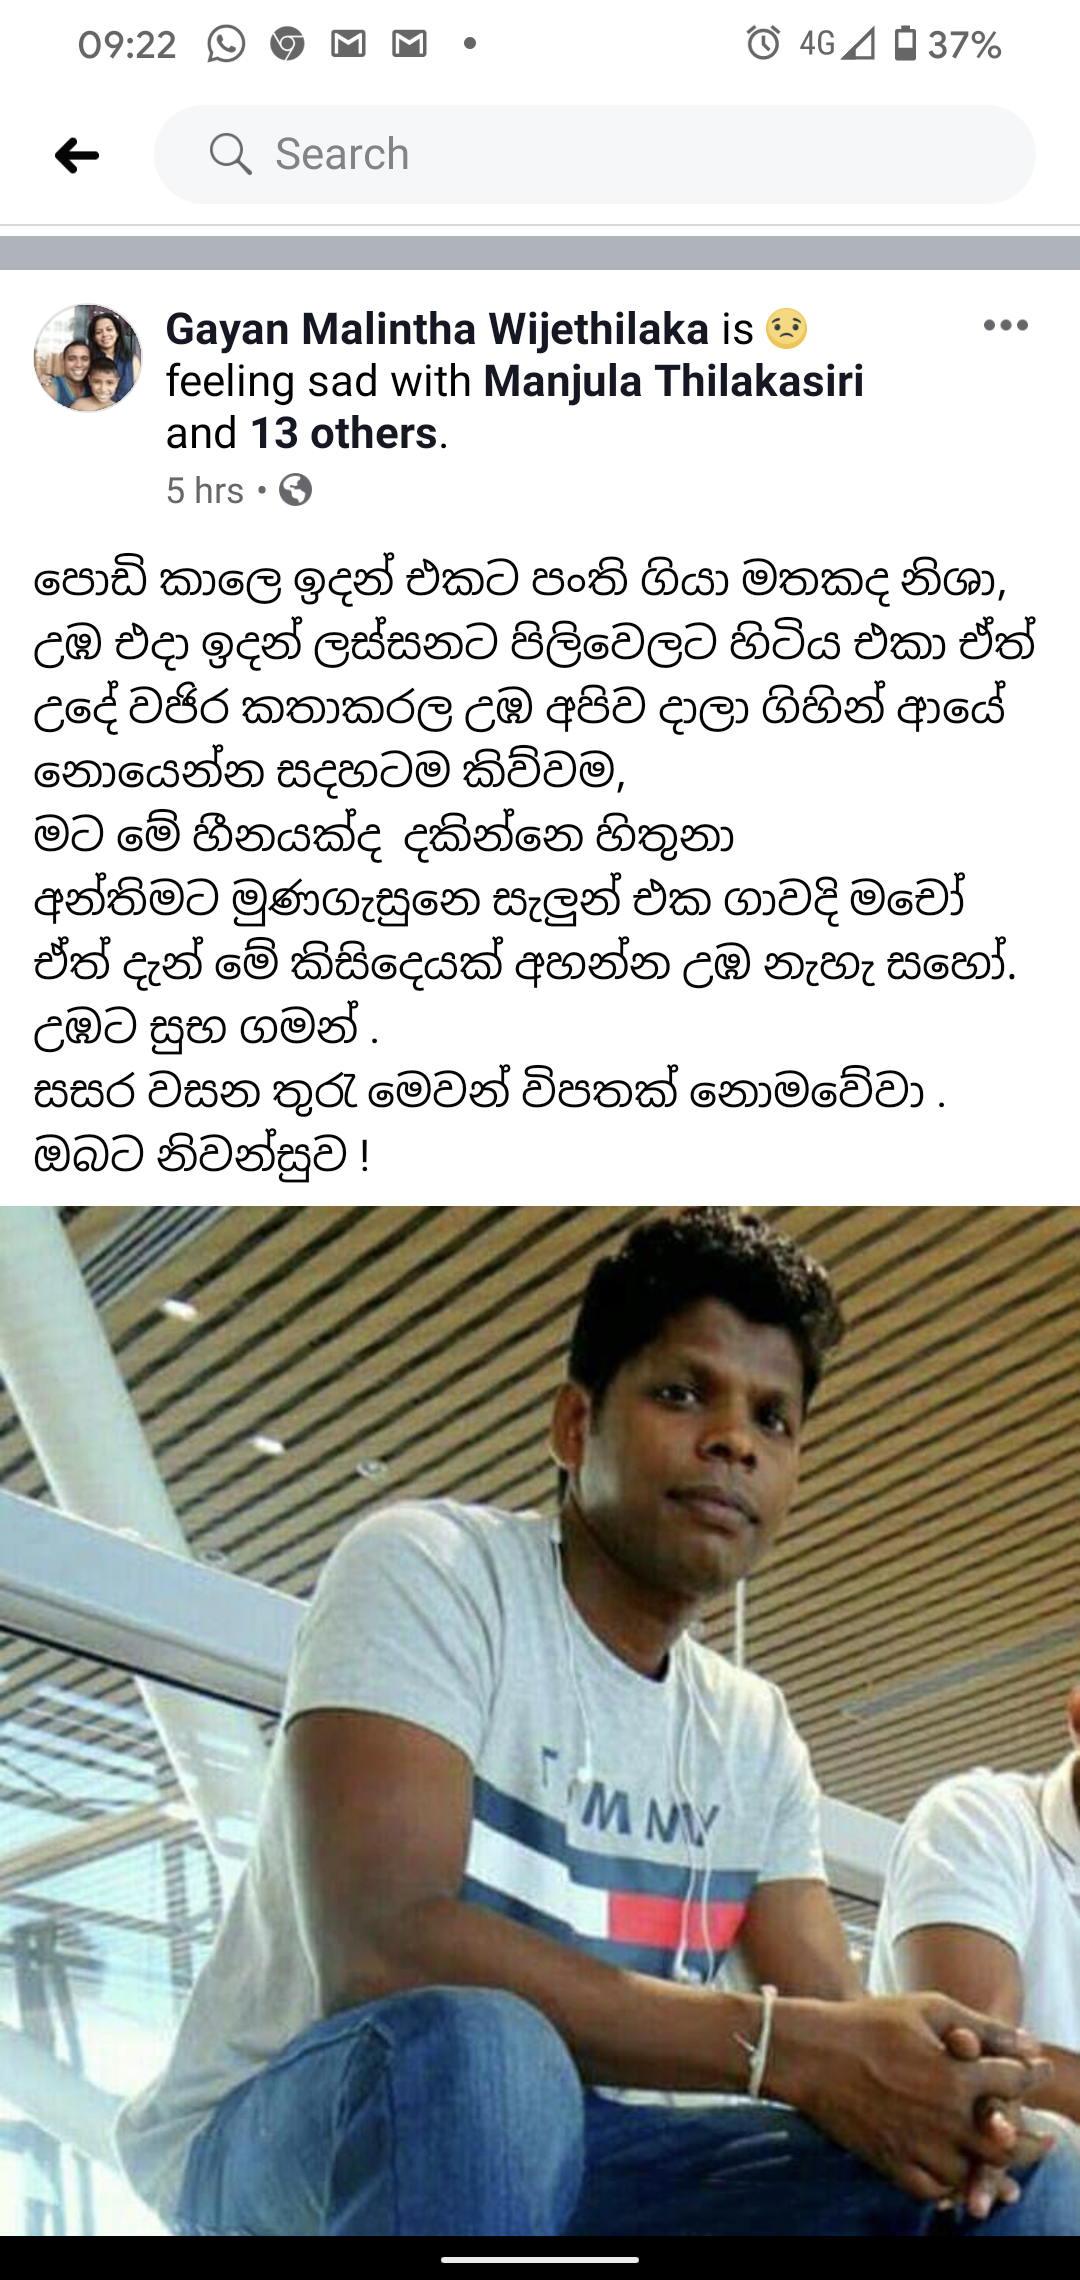 09:22
4G 37%
Search
Gayan Malintha Wijethilaka is
feeling sad with Manjula Thilakasiri
and 13 others.
5 hrs •
පොඩි කාලෙ ඉදන් එකට පංති ගියා මතකද නිශා,
උඹ එදා ඉදන් ලස්සනට පිලිවෙලට හිටිය එකා ඒත්
උදේ වජිර කතාකරල උඹ අපිව දාලා ගිහින් ආයේ
නොයෙන්න සදහටම කිව්වම,
මට මේ හීනයක්ද දකින්නෙ හිතුනා
අන්තිමට මුණගැසුනෙ සැලුන් එක ගාවදි මචෝ
ඒත් දැන් මේ කිසිදෙයක් අහන්න උඹ නැහැ සහෝ.
උඹට සුභ ගමන් .
සසර වසන තුරු මෙවන් විපතක් නොමවේවා .
ඔබට නිවන්සුව !
TOMMY